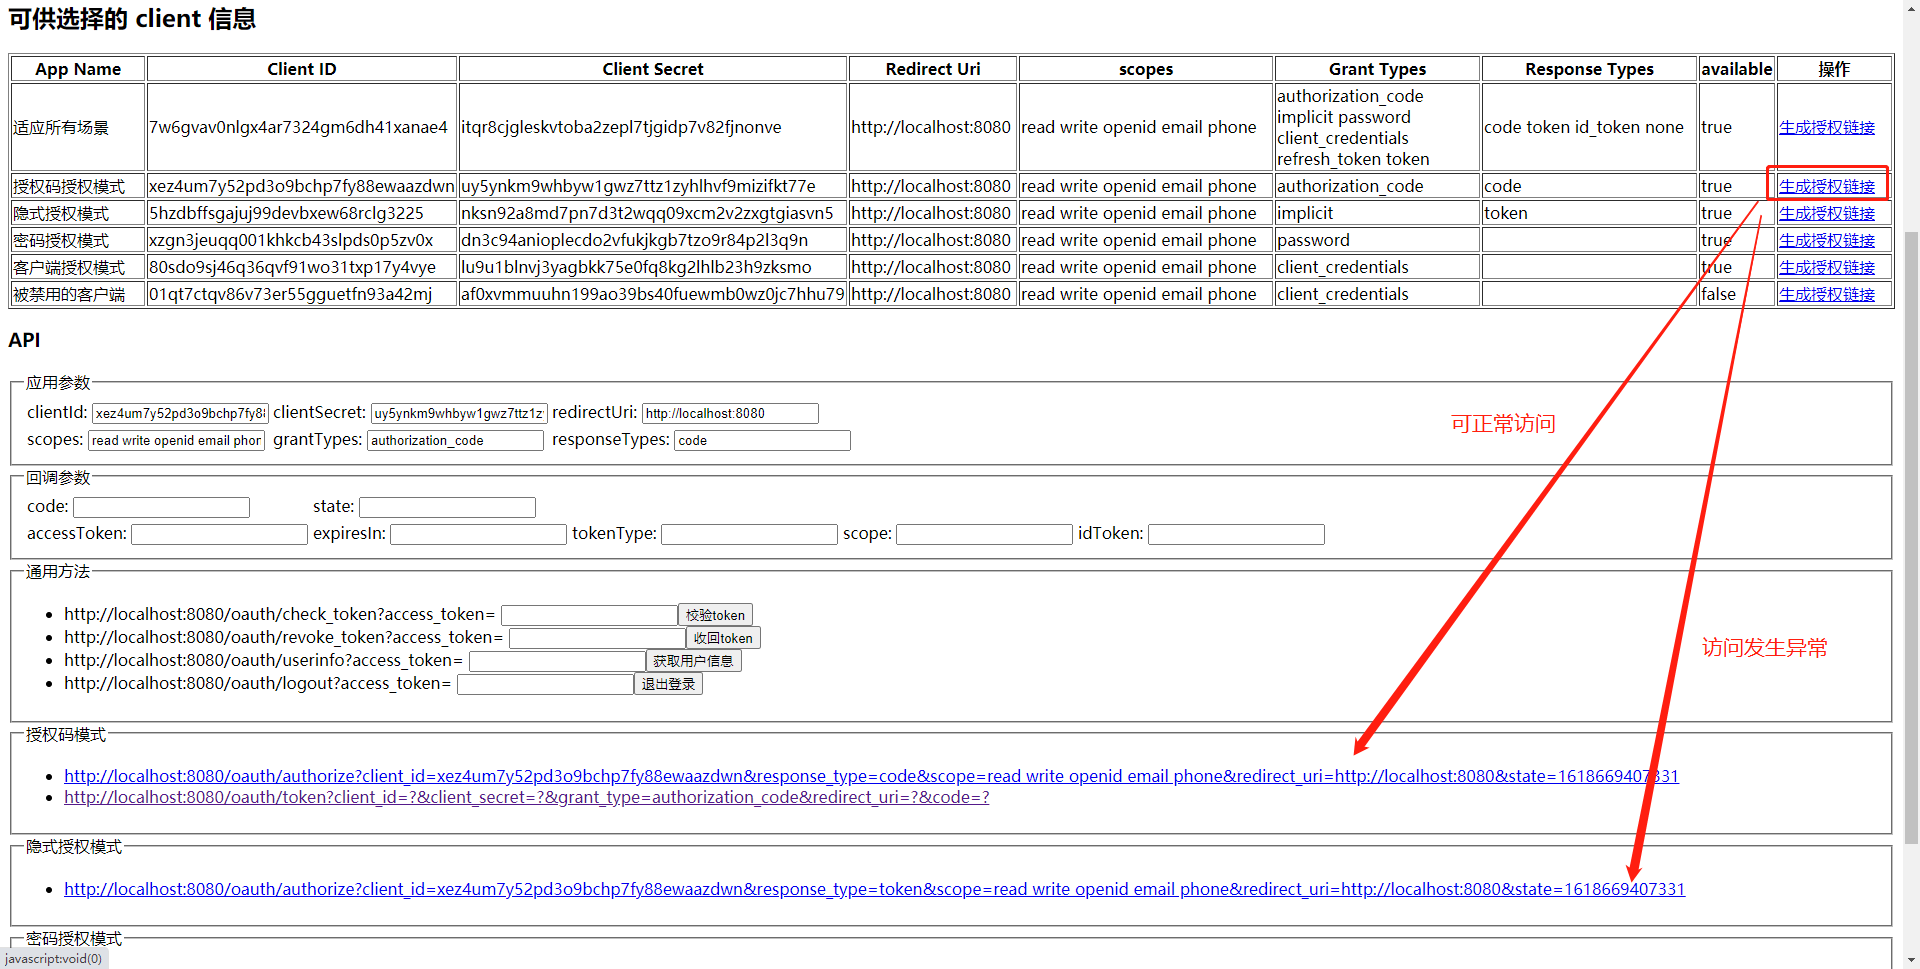 可供选择的 client 信息
App Name Client ID Client Secret Redirect Uri scopes Grant Types Response Types available 操作
适应所有场景 7w6gvav0nlgx4ar7324gm6dh41xanae4 itqr8cjgleskvtoba2zepl7tjgidp7v82fjnonve http://localhost:8080 read write openid email phone authorization_code implicit password client_credentials refresh_token token code token id_token none true 生成授权链接
授权码授权模式 xez4um7y52pd3o9bchp7fy88ewaazdwn uy5ynkm9whbyw1gwz7ttz1zyhlhvf9mizifkt77e http://localhost:8080 read write openid email phone authorization_code code true 生成授权链接
隐式授权模式 5hzdbffsgajuj99devbxew68rclg3225 nksn92a8md7pn7d3t2wqq09xcm2v2zxgtgiasvn5 http://localhost:8080 read write openid email phone implicit token true 生成授权链接
密码授权模式 xzgn3jeuqq001khkcb43slpds0p5zv0x dn3c94anioplecdo2vfukjkgb7tzo9r84p2l3q9n http://localhost:8080 read write openid email phone password true 生成授权链接
客户端授权模式 80sdo9sj46q36qvf91wo31txp17y4vye lu9u1blnvj3yagbkk75e0fq8kg2lhlb23h9zksmo http://localhost:8080 read write openid email phone client_credentials true 生成授权链接
被禁用的客户端 01qt7ctqv86v73er55gguetfn93a42mj af0xvmmuuhn199ao39bs40fuewmb0wz0jc7hhu79 http://localhost:8080 read write openid email phone client_credentials false 生成授权链接
API
应用参数
clientId: xez4um7y52pd3o9bchp7fy8 clientSecret: uy5ynkm9whbyw1gwz7ttz1z redirectUri: http://localhost:8080
可正常访问
scopes: read write openid email phon grantTypes: authorization_code responseTypes: code
回调参数
code: state:
accessToken: expiresIn: tokenType: scope: idToken:
通用方法
http://localhost:8080/oauth/check_token?access_token= 校验token
http://localhost:8080/oauth/revoke_token?access_token= 收回token
访问发生异常
http://localhost:8080/oauth/userinfo?access_token= 获取用户信息
http://localhost:8080/oauth/logout?access_token= 退出登录
授权码模式
http://localhost:8080/oauth/authorize?client_id=xez4um7y52pd3o9bchp7fy88ewaazdwn&response_type=code&scope=read write openid email phone&redirect_uri=http://localhost:8080&state=1618669407331
http://localhost:8080/oauth/token?client_id=?&client_secret=?&grant_type=authorization_code&redirect_uri=?&code=?
隐式授权模式
http://localhost:8080/oauth/authorize?client_id=xez4um7y52pd3o9bchp7fy88ewaazdwn&response_type=token&scope=read write openid email phone&redirect_uri=http://localhost:8080&state=1618669407331
密码授权模式
javascript:void(0)